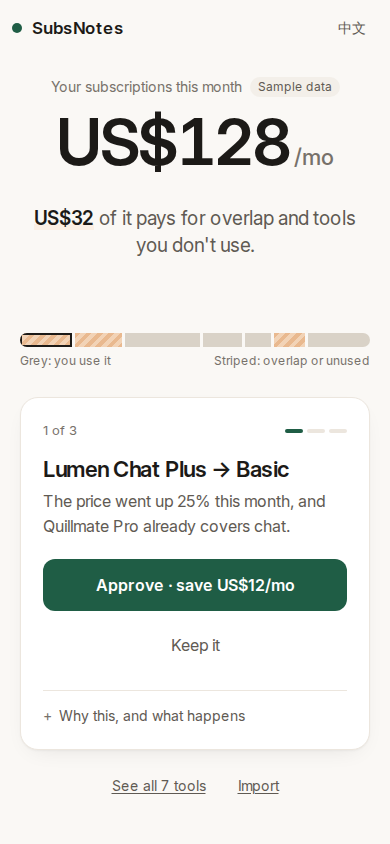 SubsNotes
中文
Your subscriptions this month Sample data
US$128/mo
US$32 of it pays for overlap and tools
you don't use.
Grey: you use it
Striped: overlap or unused
1 of 3
Lumen Chat Plus → Basic
The price went up 25% this month, and
Quillmate Pro already covers chat.
Approve · save US$12/mo
Keep it
+ Why this, and what happens
See all 7 tools
Import